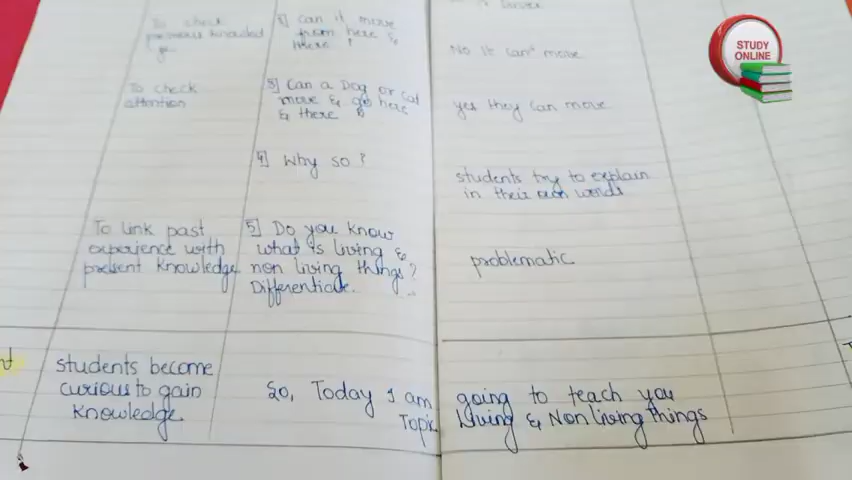 To check
previous knowledge
2] Can it move
from here &
there ?
No it can't move
STUDY
ONLINE
To check
attention
3] Can a Dog or Cat
move & go here
& there
yes they can move
4] Why so ?
students try to explain
in their own words
To link past
experience with
present knowledge
5] Do you know
what is living &
non living things?
Differentiate.
problematic
students become
curious to gain
knowledge
So, Today I am going to teach you
Topic Living & Non living things